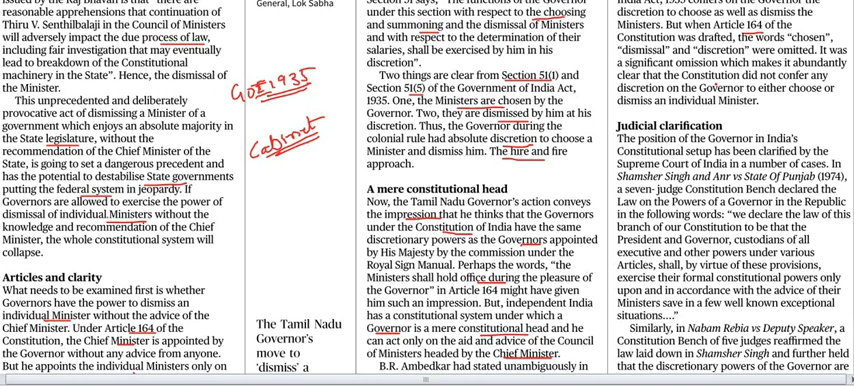 issued by the Raj Bhavan is that "there are
reasonable apprehensions that continuation of
Thiru V. Senthilbalaji in the Council of Ministers
will adversely impact the due process of law,
including fair investigation that may eventually
lead to breakdown of the Constitutional
machinery in the State". Hence, the dismissal of
the Minister.
This unprecedented and deliberately
provocative act of dismissing a Minister of a
government which enjoys an absolute majority in
the State legislature, without the
recommendation of the Chief Minister of the
State, is going to set a dangerous precedent and
has the potential to destabilise State governments
putting the federal system in jeopardy. If
Governors are allowed to exercise the power of
dismissal of individual Ministers without the
knowledge and recommendation of the Chief
Minister, the whole constitutional system will
collapse.
Articles and clarity
What needs to be examined first is whether
Governors have the power to dismiss an
individual Minister without the advice of the
Chief Minister. Under Article 164 of the
Constitution, the Chief Minister is appointed by
the Governor without any advice from anyone.
But he appoints the individual Ministers only on
General, Lok Sabha
GOI 1935
Cabinet
The Tamil Nadu
Governor's
move to
'dismiss' a
Section 51 says, "The functions of the Governor
under this section with respect to the choosing
and summoning and the dismissal of Ministers
and with respect to the determination of their
salaries, shall be exercised by him in his
discretion".
Two things are clear from Section 51(1) and
Section 51(5) of the Government of India Act,
1935. One, the Ministers are chosen by the
Governor. Two, they are dismissed by him at his
discretion. Thus, the Governor during the
colonial rule had absolute discretion to choose a
Minister and dismiss him. The hire and fire
approach.
A mere constitutional head
Now, the Tamil Nadu Governor's action conveys
the impression that he thinks that the Governors
under the Constitution of India have the same
discretionary powers as the Governors appointed
by His Majesty by the commission under the
Royal Sign Manual. Perhaps the words, "the
Ministers shall hold office during the pleasure of
the Governor" in Article 164 might have given
him such an impression. But, independent India
has a constitutional system under which a
Governor is a mere constitutional head and he
can act only on the aid and advice of the Council
of Ministers headed by the Chief Minister.
B.R. Ambedkar had stated unambiguously in
India Act, 1935 confers on the Governor the
discretion to choose as well as dismiss the
Ministers. But when Article 164 of the
Constitution was drafted, the words "chosen",
"dismissal" and "discretion" were omitted. It was
a significant omission which makes it abundantly
clear that the Constitution did not confer any
discretion on the Governor to either choose or
dismiss an individual Minister.
Judicial clarification
The position of the Governor in India's
Constitutional setup has been clarified by the
Supreme Court of India in a number of cases. In
Shamsher Singh and Anr vs State Of Punjab (1974),
a seven- judge Constitution Bench declared the
Law on the Powers of a Governor in the Republic
in the following words: "we declare the law of this
branch of our Constitution to be that the
President and Governor, custodians of all
executive and other powers under various
Articles, shall, by virtue of these provisions,
exercise their formal constitutional powers only
upon and in accordance with the advice of their
Ministers save in a few well known exceptional
situations...."
Similarly, in Nabam Rebia vs Deputy Speaker, a
Constitution Bench of five judges reaffirmed the
law laid down in Shamsher Singh and further held
that the discretionary powers of the Governor are